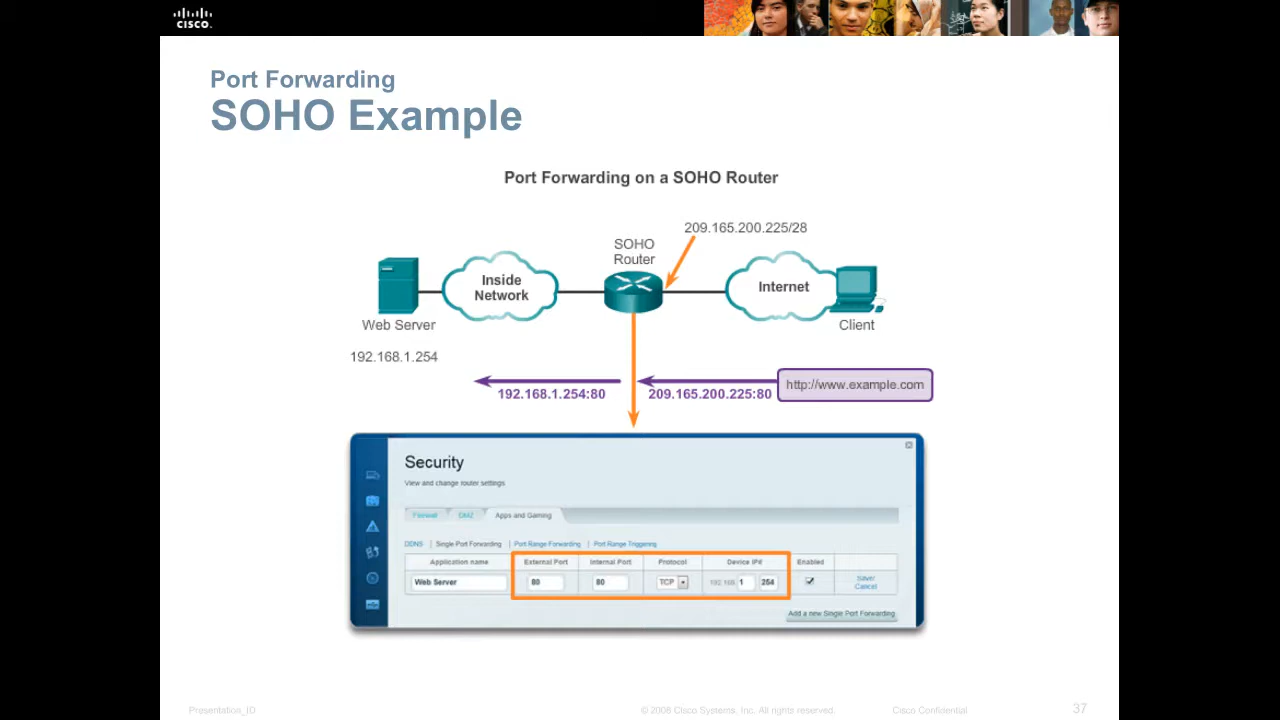 CISCO
Port Forwarding
SOHO Example
Port Forwarding on a SOHO Router
209.165.200.225/28
SOHO
Router
Inside
Network
Internet
Web Server
Client
192.168.1.254
http://www.example.com
192.168.1.254:80
209.165.200.225:80
Security
View and change router settings
Firewall DMZ Apps and Gaming
DDNS | Single Port Forwarding | Port Range Forwarding | Port Range Triggering
Application name External Port Internal Port Protocol Device IP# Enabled
Web Server 80 80 TCP 192.168. 1 254
Save/
Cancel
Add a new Single Port Forwarding
Presentation_ID © 2008 Cisco Systems, Inc. All rights reserved. Cisco Confidential 37